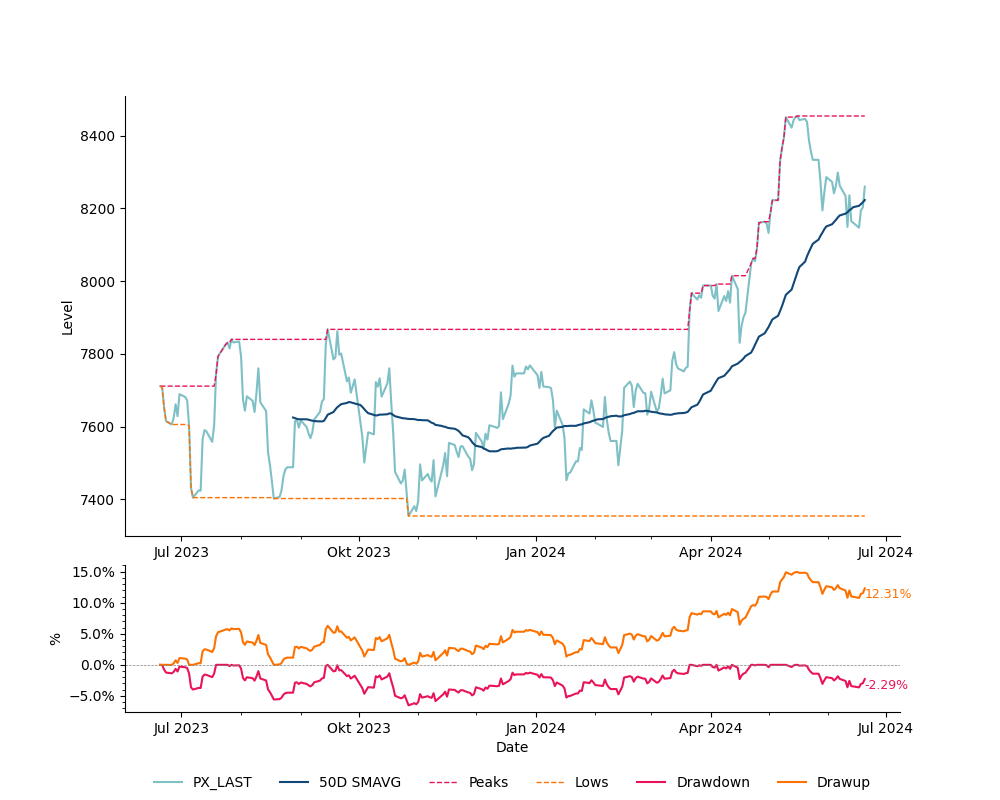 8400
8200
8000
7800
7600
7400
Level
Jul 2023 Okt 2023 Jan 2024 Apr 2024 Jul 2024
15.0%
10.0%
5.0%
0.0%
−5.0%
%
12.31%
-2.29%
Jul 2023 Okt 2023 Jan 2024 Apr 2024 Jul 2024
Date
PX_LAST 50D SMAVG Peaks Lows Drawdown Drawup